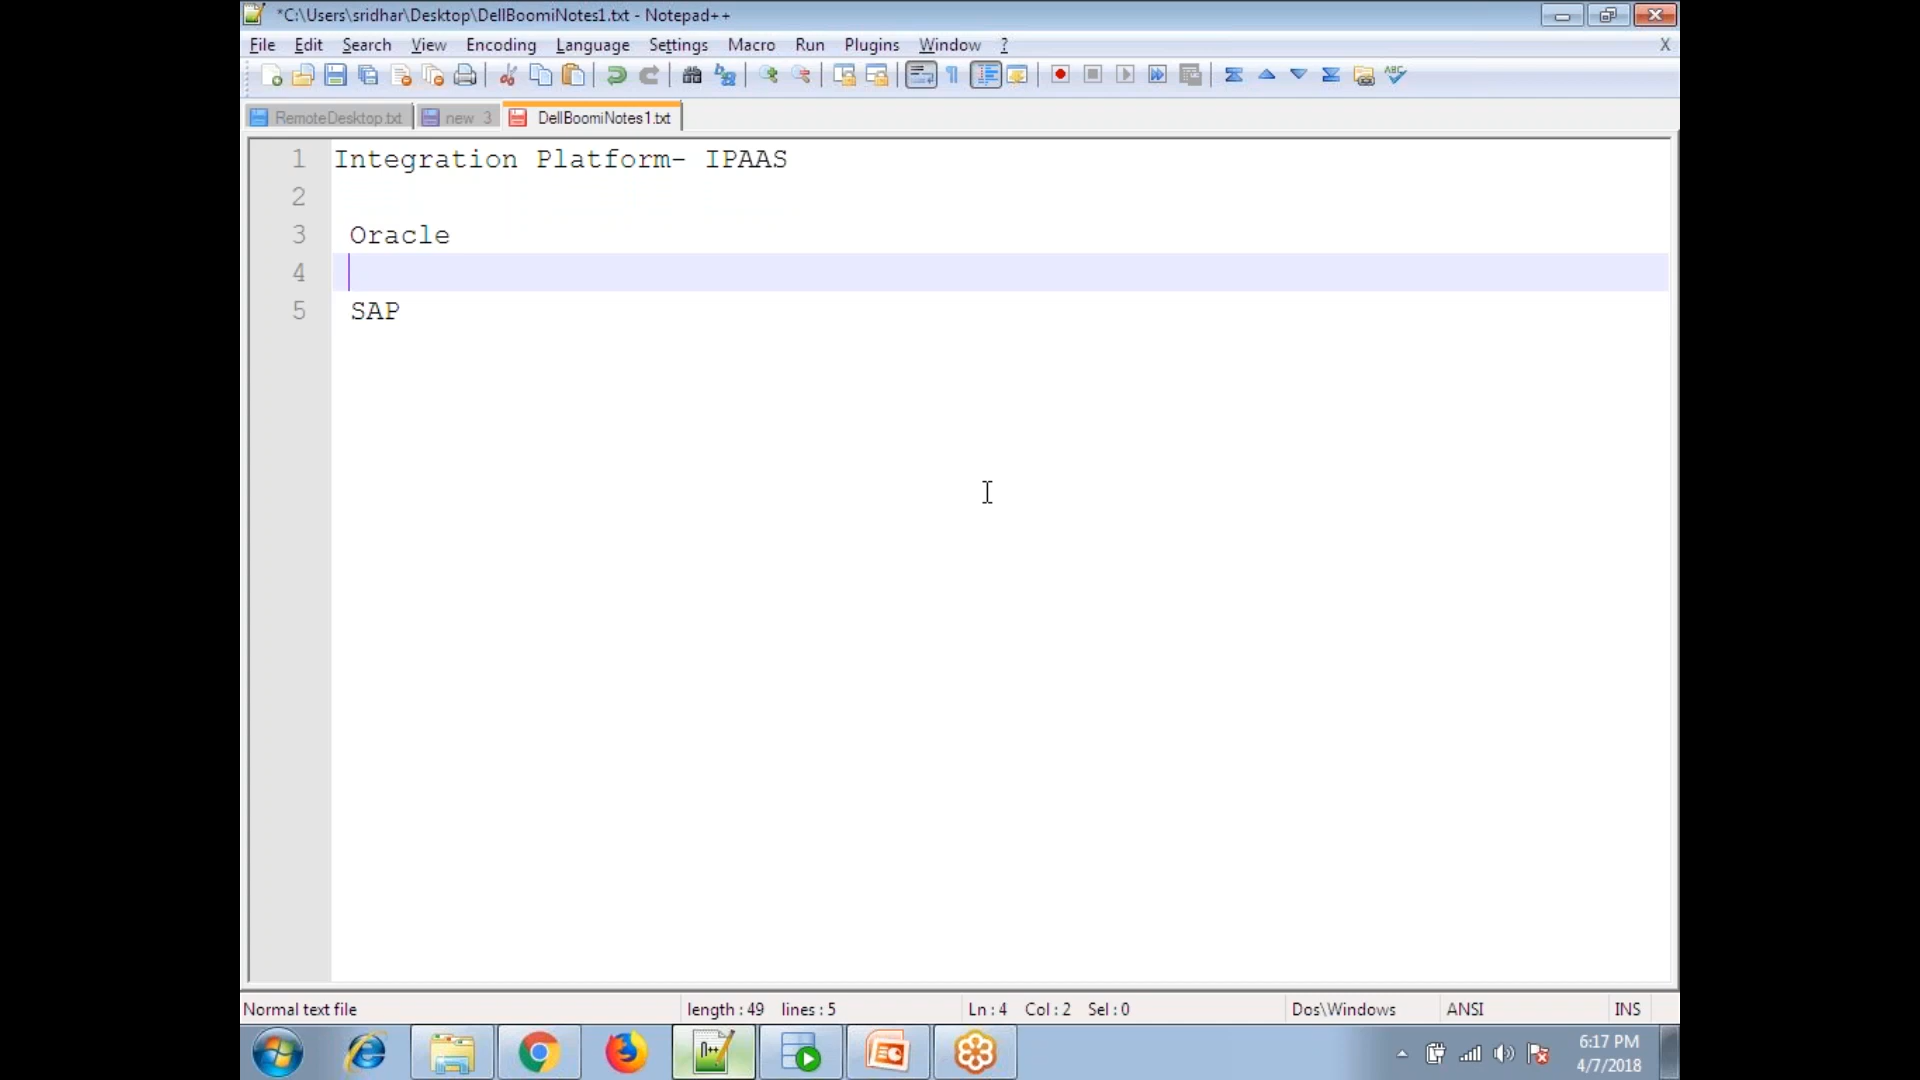 *C:\Users\sridhar\Desktop\DellBoomiNotes1.txt - Notepad++
File Edit Search View Encoding Language Settings Macro Run Plugins Window ? X
RemoteDesktop.txt new 3 DellBoomiNotes1.txt
1 Integration Platform- IPAAS
2
3 Oracle
4
5 SAP
Normal text file length : 49 lines : 5 Ln : 4 Col : 2 Sel : 0 Dos\Windows ANSI INS
6:17 PM
4/7/2018